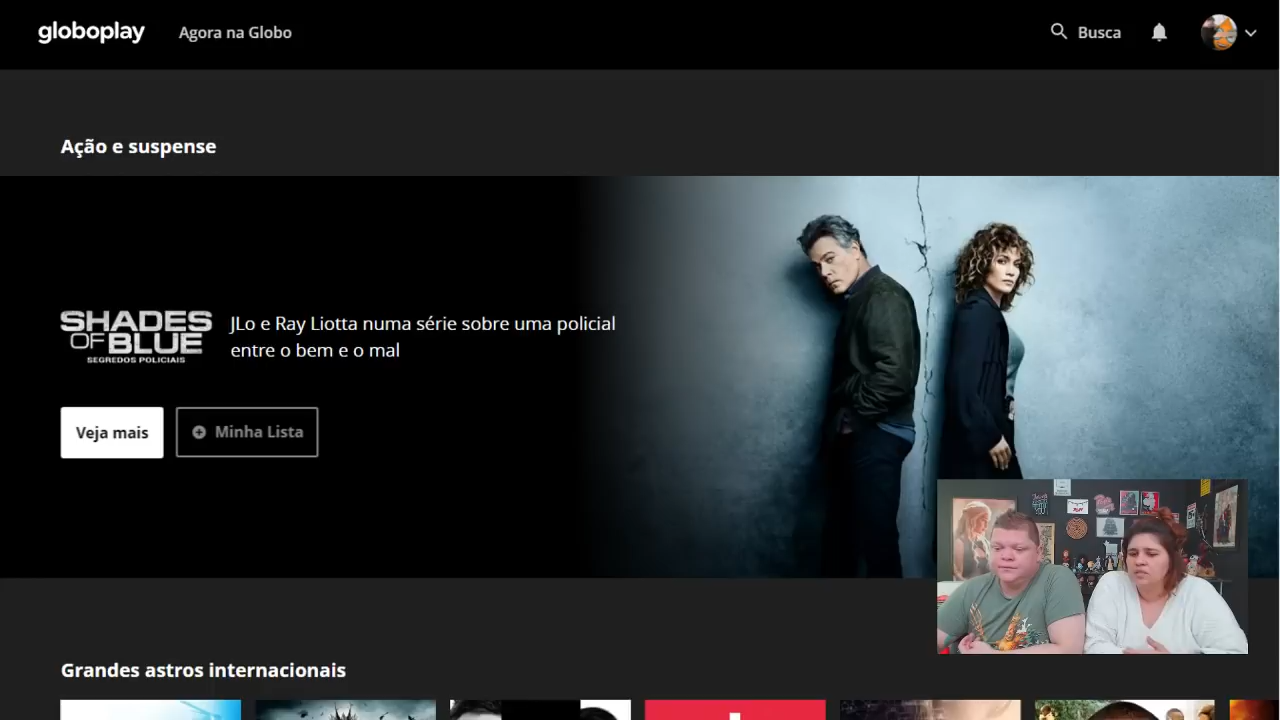 globoplay
Agora na Globo
Busca
Ação e suspense
SHADES
OF BLUE
SEGREDOS POLICIAIS
JLo e Ray Liotta numa série sobre uma policial
entre o bem e o mal
Veja mais
Minha Lista
Grandes astros internacionais